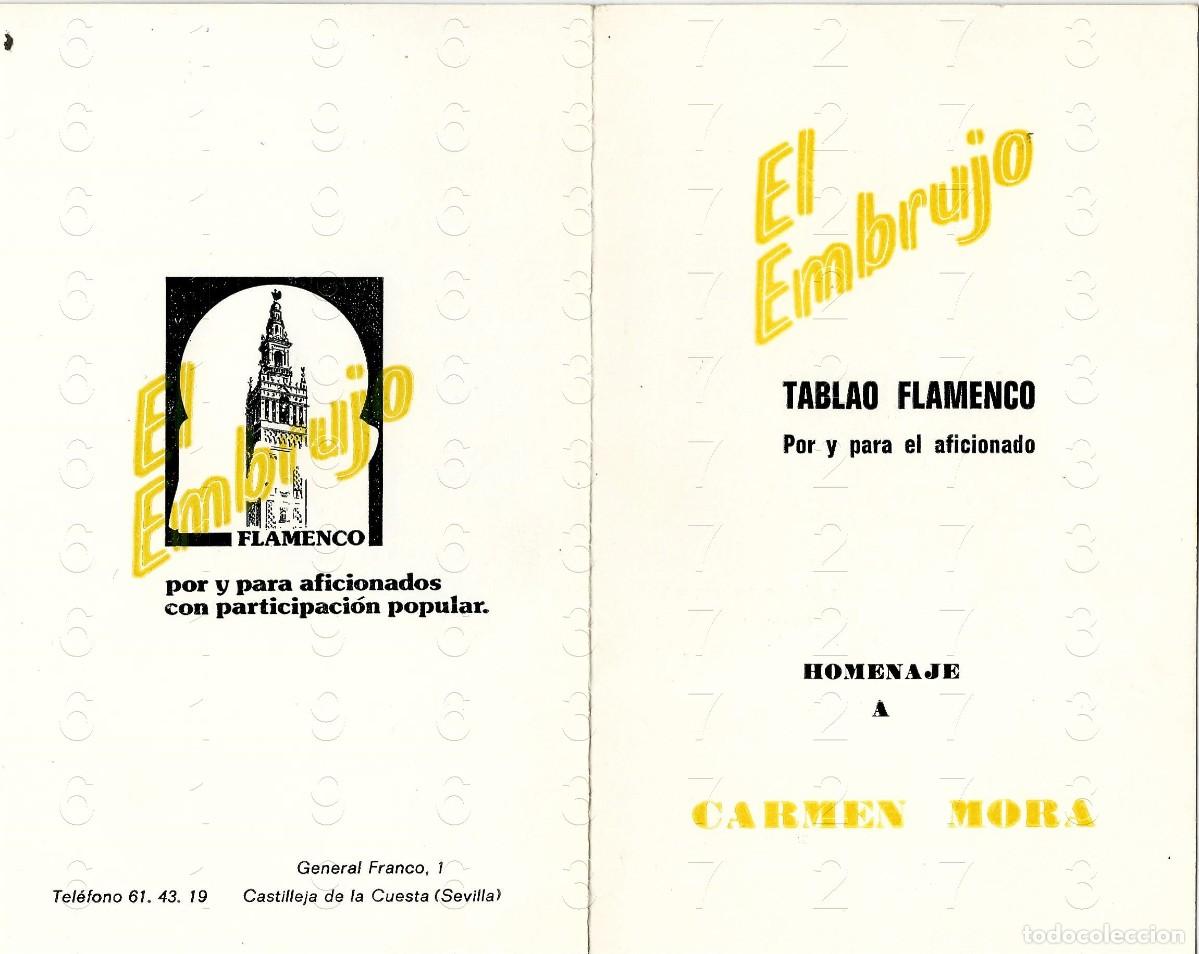 El
Embrujo
FLAMENCO
por y para aficionados
con participación popular.
General Franco, 1
Teléfono 61. 43. 19 Castilleja de la Cuesta (Sevilla)
El
Embrujo
TABLAO FLAMENCO
Por y para el aficionado
HOMENAJE
A
CARMEN MORA
todocoleccion